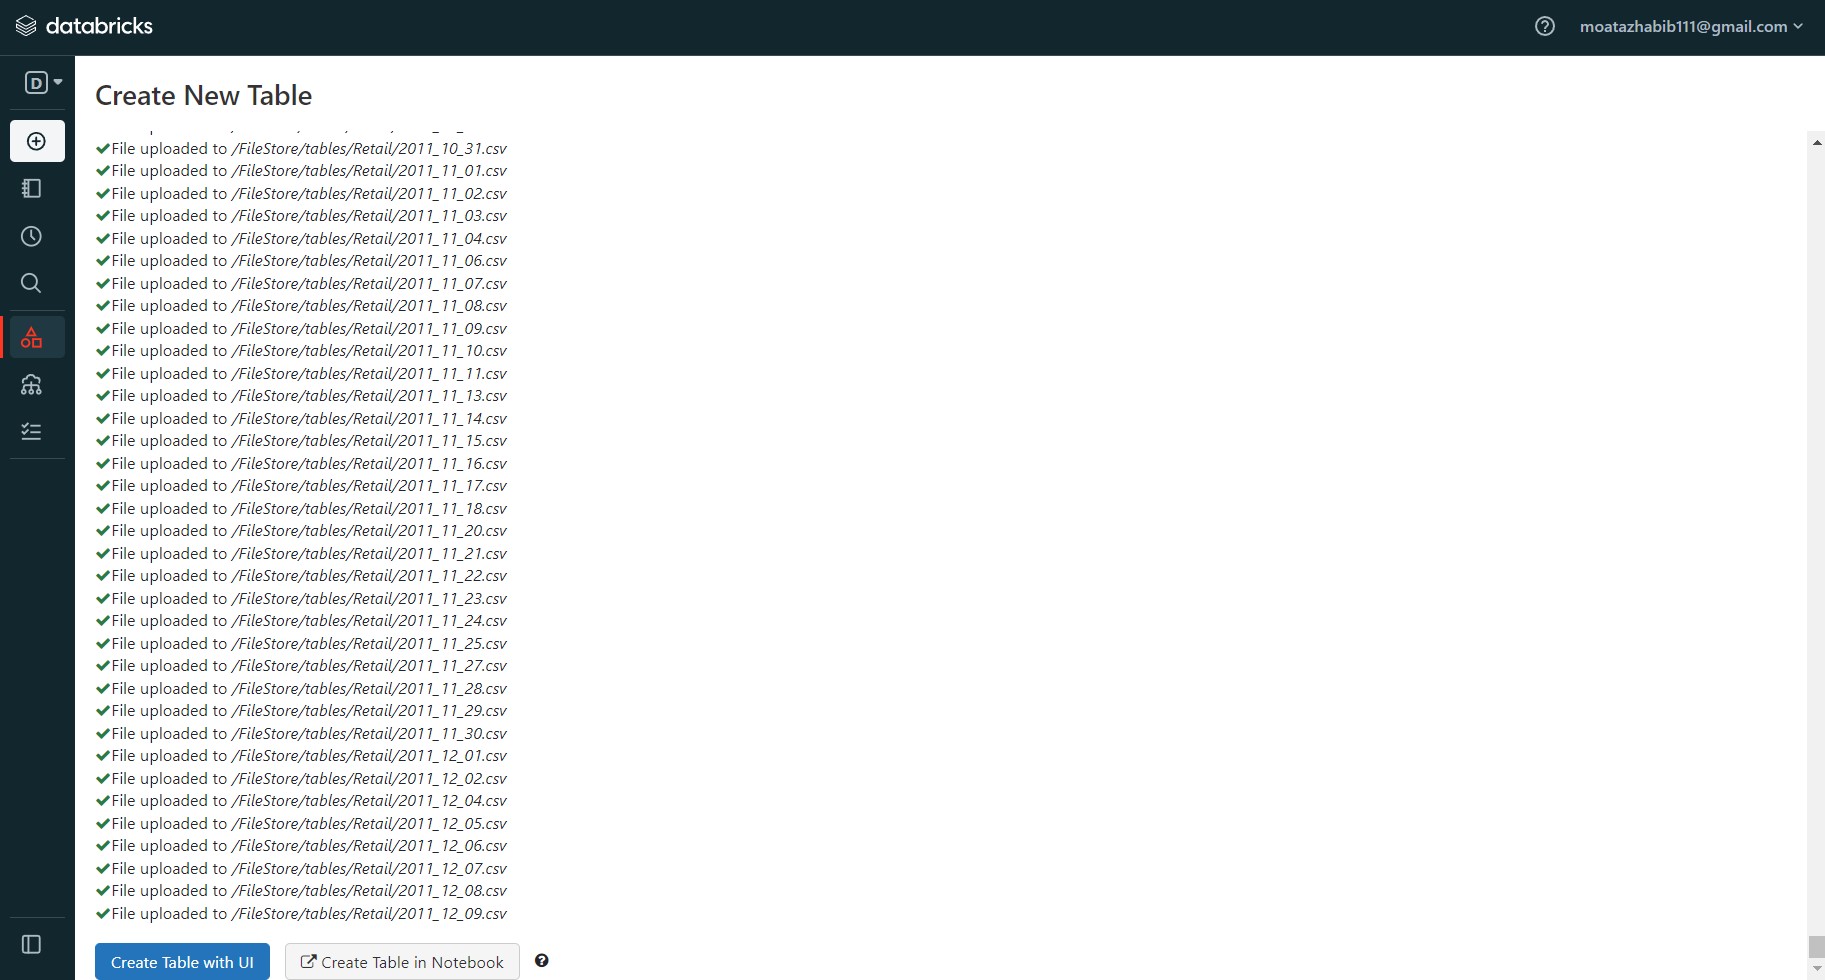 databricks
moatazhabib111@gmail.com
D
Create New Table
File uploaded to /FileStore/tables/Retail/2011_10_31.csv
File uploaded to /FileStore/tables/Retail/2011_11_01.csv
File uploaded to /FileStore/tables/Retail/2011_11_02.csv
File uploaded to /FileStore/tables/Retail/2011_11_03.csv
File uploaded to /FileStore/tables/Retail/2011_11_04.csv
File uploaded to /FileStore/tables/Retail/2011_11_06.csv
File uploaded to /FileStore/tables/Retail/2011_11_07.csv
File uploaded to /FileStore/tables/Retail/2011_11_08.csv
File uploaded to /FileStore/tables/Retail/2011_11_09.csv
File uploaded to /FileStore/tables/Retail/2011_11_10.csv
File uploaded to /FileStore/tables/Retail/2011_11_11.csv
File uploaded to /FileStore/tables/Retail/2011_11_13.csv
File uploaded to /FileStore/tables/Retail/2011_11_14.csv
File uploaded to /FileStore/tables/Retail/2011_11_15.csv
File uploaded to /FileStore/tables/Retail/2011_11_16.csv
File uploaded to /FileStore/tables/Retail/2011_11_17.csv
File uploaded to /FileStore/tables/Retail/2011_11_18.csv
File uploaded to /FileStore/tables/Retail/2011_11_20.csv
File uploaded to /FileStore/tables/Retail/2011_11_21.csv
File uploaded to /FileStore/tables/Retail/2011_11_22.csv
File uploaded to /FileStore/tables/Retail/2011_11_23.csv
File uploaded to /FileStore/tables/Retail/2011_11_24.csv
File uploaded to /FileStore/tables/Retail/2011_11_25.csv
File uploaded to /FileStore/tables/Retail/2011_11_27.csv
File uploaded to /FileStore/tables/Retail/2011_11_28.csv
File uploaded to /FileStore/tables/Retail/2011_11_29.csv
File uploaded to /FileStore/tables/Retail/2011_11_30.csv
File uploaded to /FileStore/tables/Retail/2011_12_01.csv
File uploaded to /FileStore/tables/Retail/2011_12_02.csv
File uploaded to /FileStore/tables/Retail/2011_12_04.csv
File uploaded to /FileStore/tables/Retail/2011_12_05.csv
File uploaded to /FileStore/tables/Retail/2011_12_06.csv
File uploaded to /FileStore/tables/Retail/2011_12_07.csv
File uploaded to /FileStore/tables/Retail/2011_12_08.csv
File uploaded to /FileStore/tables/Retail/2011_12_09.csv
Create Table with UI
Create Table in Notebook